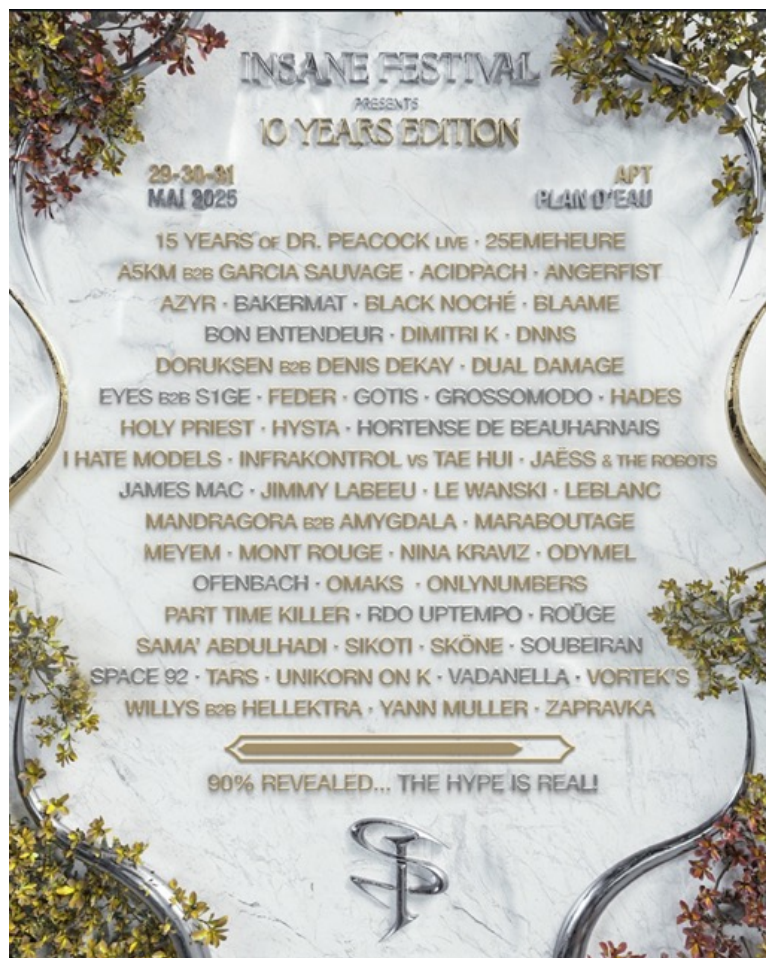 INSANE FESTIVAL
PRESENTS
10 YEARS EDITION
29-30-31
MAI 2025
APT
PLAN D'EAU
15 YEARS OF DR. PEACOCK LIVE · 25EMEHEURE
A5KM B2B GARCIA SAUVAGE · ACIDPACH · ANGERFIST
AZYR · BAKERMAT · BLACK NOCHÉ · BLAAME
BON ENTENDEUR · DIMITRI K · DNNS
DORUKSEN B2B DENIS DEKAY · DUAL DAMAGE
EYES B2B S1GE · FEDER · GOTIS · GROSSOMODO · HADES
HOLY PRIEST · HYSTA · HORTENSE DE BEAUHARNAIS
I HATE MODELS · INFRAKONTROL VS TAE HUI · JAËSS & THE ROBOTS
JAMES MAC · JIMMY LABEEU · LE WANSKI · LEBLANC
MANDRAGORA B2B AMYGDALA · MARABOUTAGE
MEYEM · MONT ROUGE · NINA KRAVIZ · ODYMEL
OFENBACH · OMAKS · ONLYNUMBERS
PART TIME KILLER · RDO UPTEMPO · ROÜGE
SAMA' ABDULHADI · SIKOTI · SKÖNE · SOUBEIRAN
SPACE 92 · TARS · UNIKORN ON K · VADANELLA · VORTEK'S
WILLYS B2B HELLEKTRA · YANN MULLER · ZAPRAVKA
90% REVEALED... THE HYPE IS REAL!